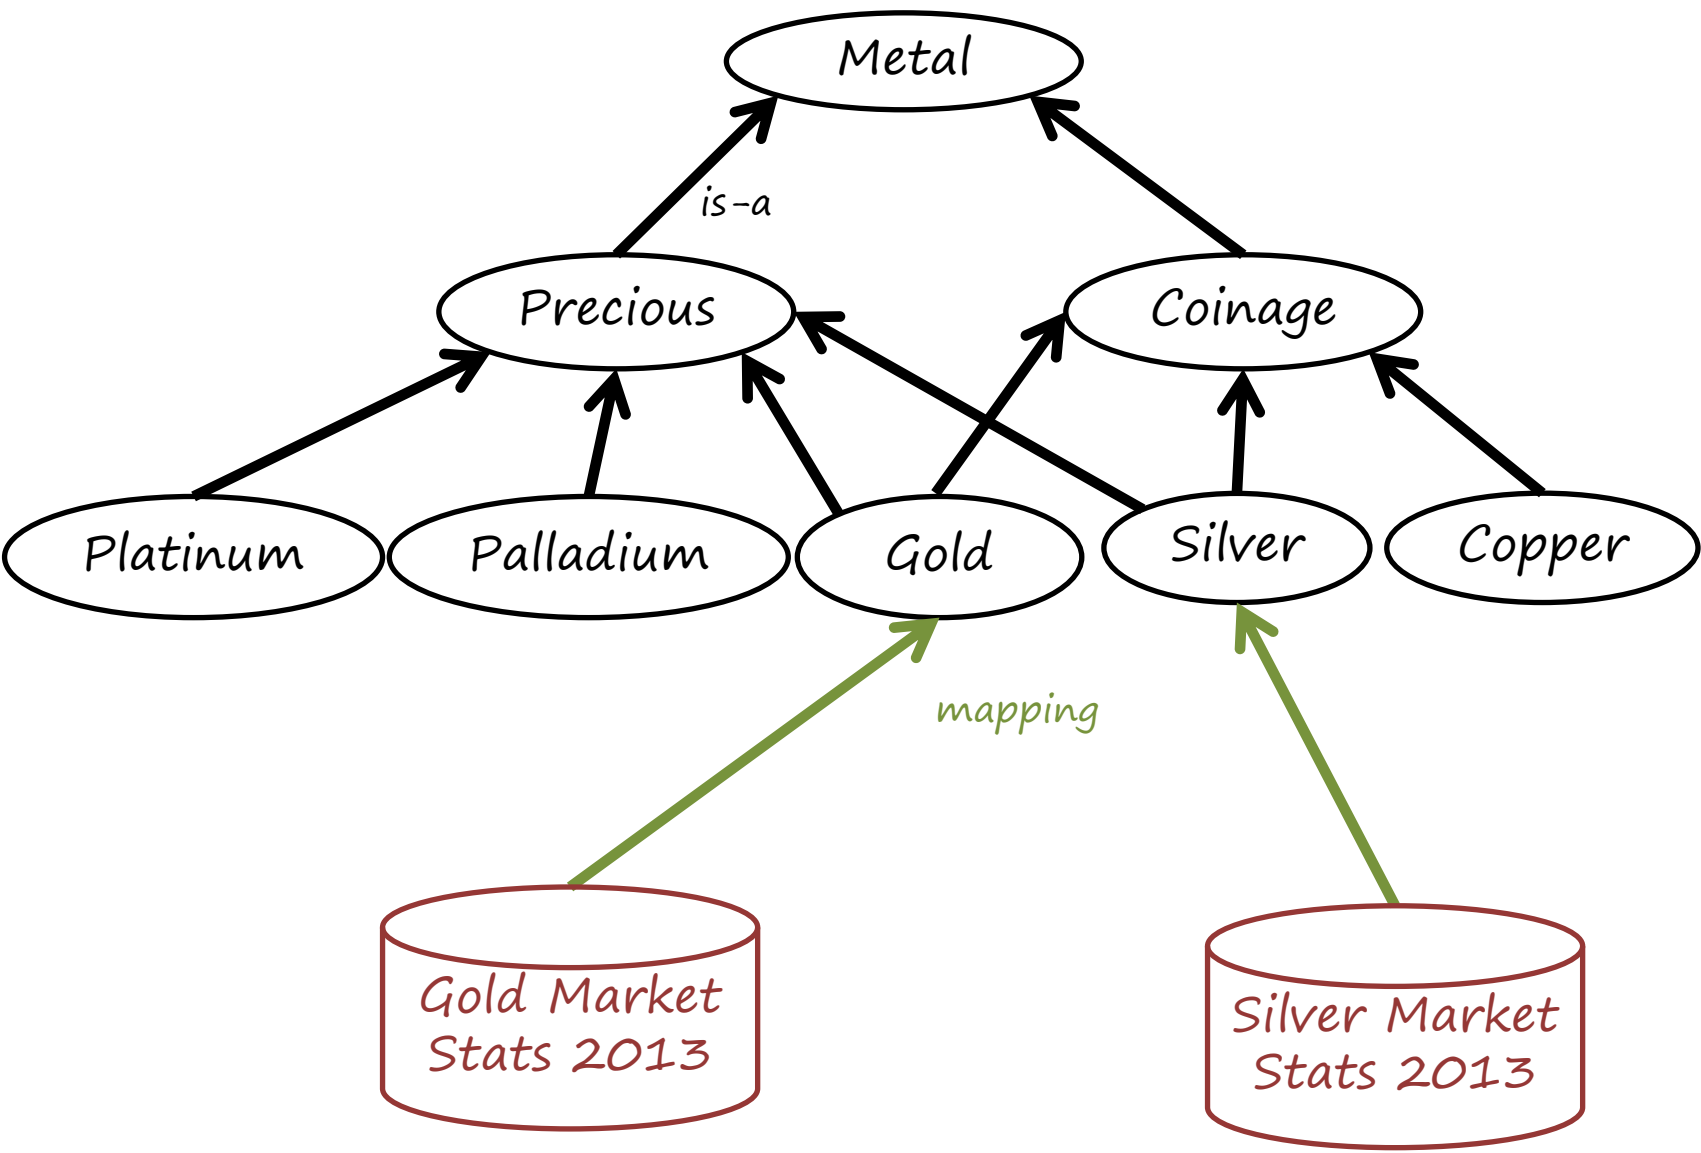 Metal
is-a
Precious
Coinage
Platinum
Palladium
Gold
Silver
Copper
mapping
Gold Market
Stats 2013
Silver Market
Stats 2013